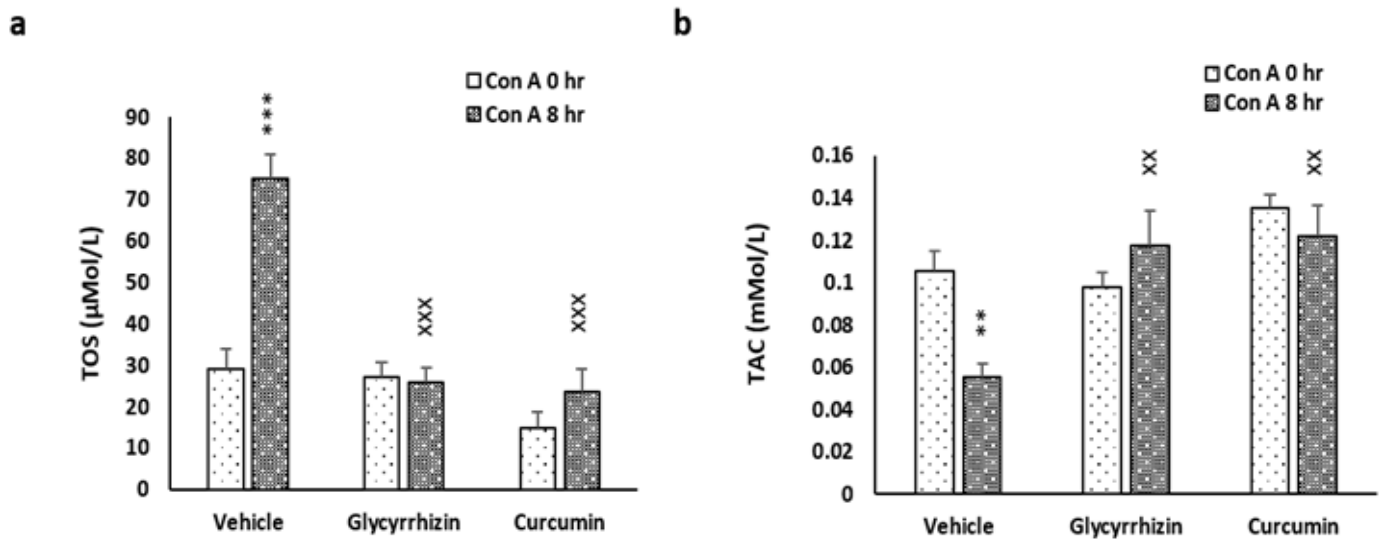 a
Con A 0 hr
Con A 8 hr
TOS (µMol/L)
90
80
70
60
50
40
30
20
10
0
***
XXX
XXX
Vehicle
Glycyrrhizin
Curcumin
b
Con A 0 hr
Con A 8 hr
TAC (mMol/L)
0.16
0.14
0.12
0.1
0.08
0.06
0.04
0.02
0
**
XX
XX
Vehicle
Glycyrrhizin
Curcumin